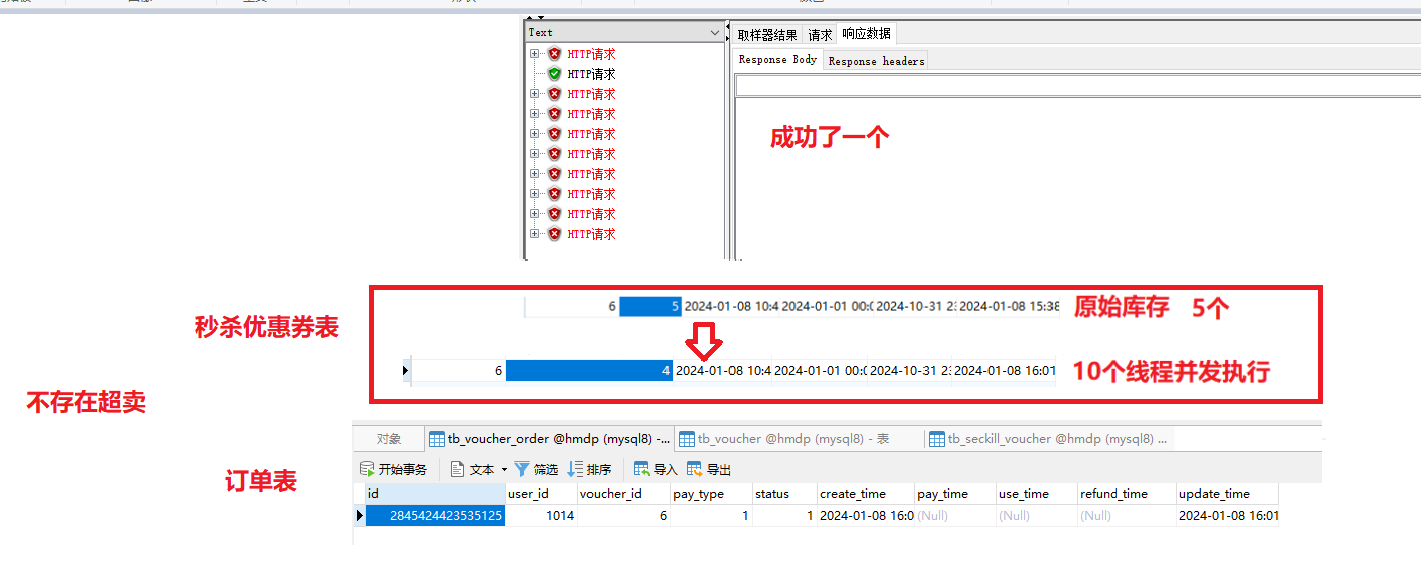 Text
取样器结果 请求 响应数据
Response Body Response headers
HTTP请求
HTTP请求
HTTP请求
HTTP请求
HTTP请求
HTTP请求
HTTP请求
HTTP请求
HTTP请求
HTTP请求
成功了一个
秒杀优惠券表
6 5 2024-01-08 10:4 2024-01-01 00:0 2024-10-31 23 2024-01-08 15:38
原始库存 5个
6 4 2024-01-08 10:4 2024-01-01 00:0 2024-10-31 23 2024-01-08 16:01
10个线程并发执行
不存在超卖
订单表
对象 tb_voucher_order @hmdp (mysql8) -... tb_voucher @hmdp (mysql8) - 表 tb_seckill_voucher @hmdp (mysql8) ...
开始事务 文本 筛选 排序 导入 导出
id user_id voucher_id pay_type status create_time pay_time use_time refund_time update_time
2845424423535125 1014 6 1 1 2024-01-08 16:0 (Null) (Null) (Null) 2024-01-08 16:01